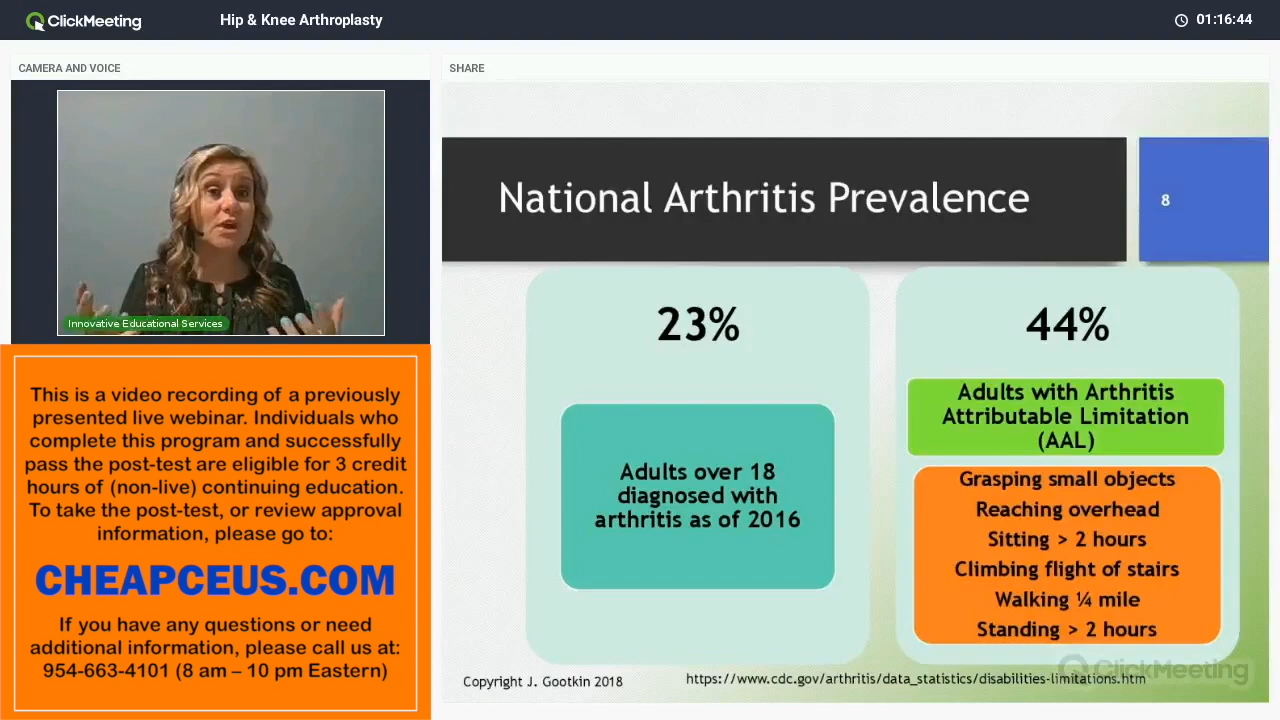 ClickMeeting
Hip & Knee Arthroplasty
01:16:44
CAMERA AND VOICE
Innovative Educational Services
This is a video recording of a previously
presented live webinar. Individuals who
complete this program and successfully
pass the post-test are eligible for 3 credit
hours of (non-live) continuing education.
To take the post-test, or review approval
information, please go to:
CHEAPCEUS.COM
If you have any questions or need
additional information, please call us at:
954-663-4101 (8 am – 10 pm Eastern)
SHARE
National Arthritis Prevalence
8
23%
Adults over 18
diagnosed with
arthritis as of 2016
44%
Adults with Arthritis
Attributable Limitation
(AAL)
Grasping small objects
Reaching overhead
Sitting > 2 hours
Climbing flight of stairs
Walking ¼ mile
Standing > 2 hours
Copyright J. Gootkin 2018
https://www.cdc.gov/arthritis/data_statistics/disabilities-limitations.htm
ClickMeeting